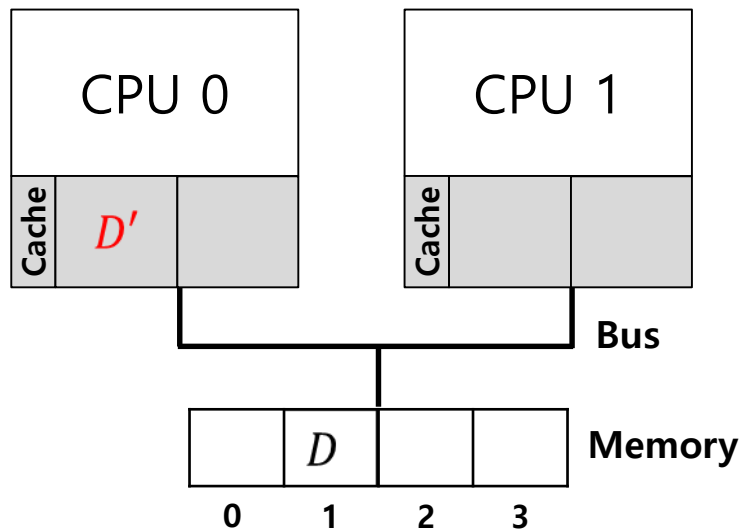 CPU 0
CPU 1
Cache
D′
Cache
Bus
D
Memory
0 1 2 3